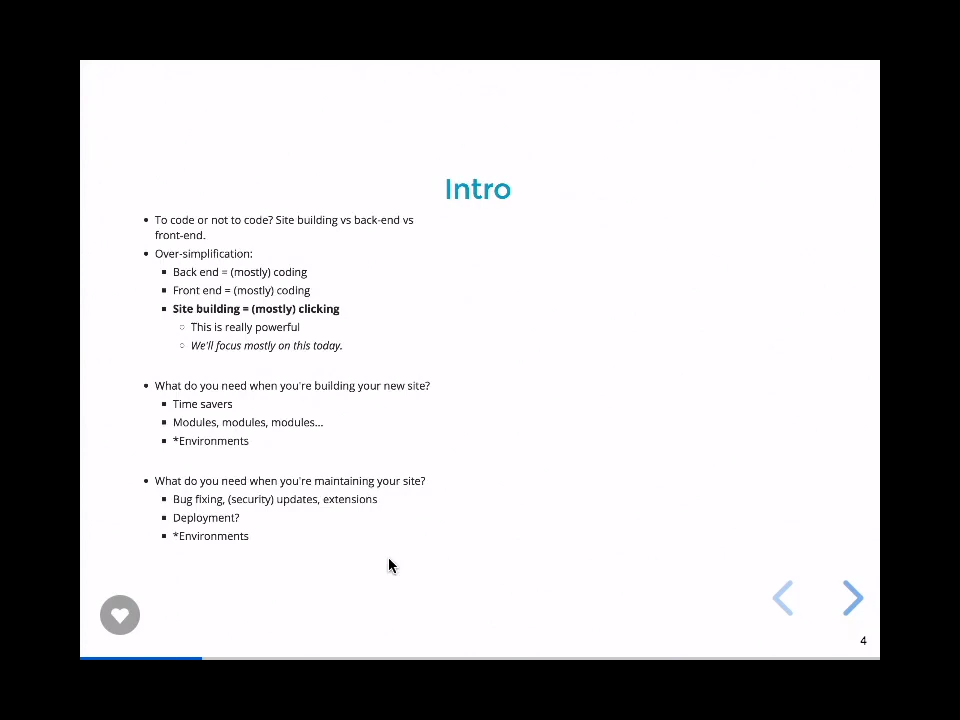 Intro
• To code or not to code? Site building vs back-end vs
front-end.
• Over-simplification:
▪ Back end = (mostly) coding
▪ Front end = (mostly) coding
▪ Site building = (mostly) clicking
○ This is really powerful
○ We'll focus mostly on this today.
• What do you need when you're building your new site?
▪ Time savers
▪ Modules, modules, modules...
▪ *Environments
• What do you need when you're maintaining your site?
▪ Bug fixing, (security) updates, extensions
▪ Deployment?
▪ *Environments
4